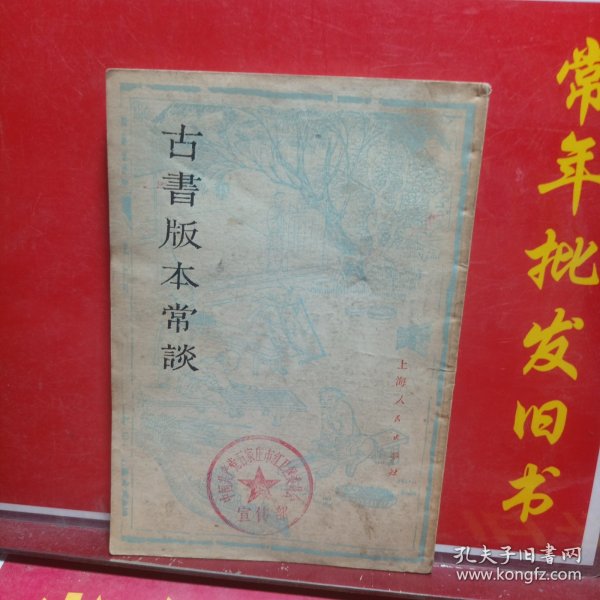 古書版本常談
上海人民出版社
宣传部
常年批发旧书
孔夫子旧书网
www.kongfz.com